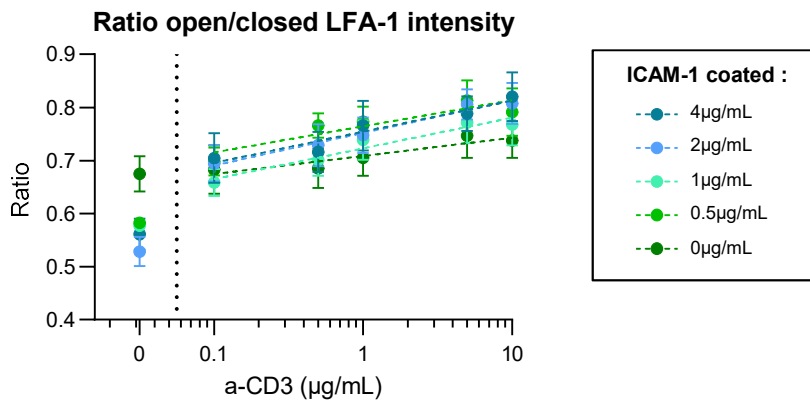 Ratio open/closed LFA-1 intensity
0.9
0.8
0.7
0.6
0.5
0.4
Ratio
0
0.1
1
10
a-CD3 (µg/mL)
ICAM-1 coated :
4µg/mL
2µg/mL
1µg/mL
0.5µg/mL
0µg/mL